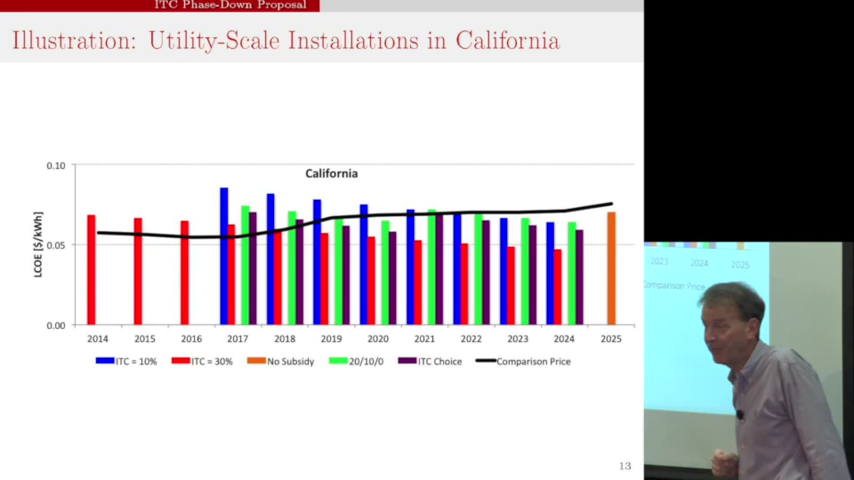 ITC Phase-Down Proposal
Illustration: Utility-Scale Installations in California
California
LCOE [$/kWh]
0.10
0.05
0.00
2014 2015 2016 2017 2018 2019 2020 2021 2022 2023 2024 2025
ITC = 10% ITC = 30% No Subsidy 20/10/0 ITC Choice Comparison Price
13
2023 2024 2025
Comparison Price